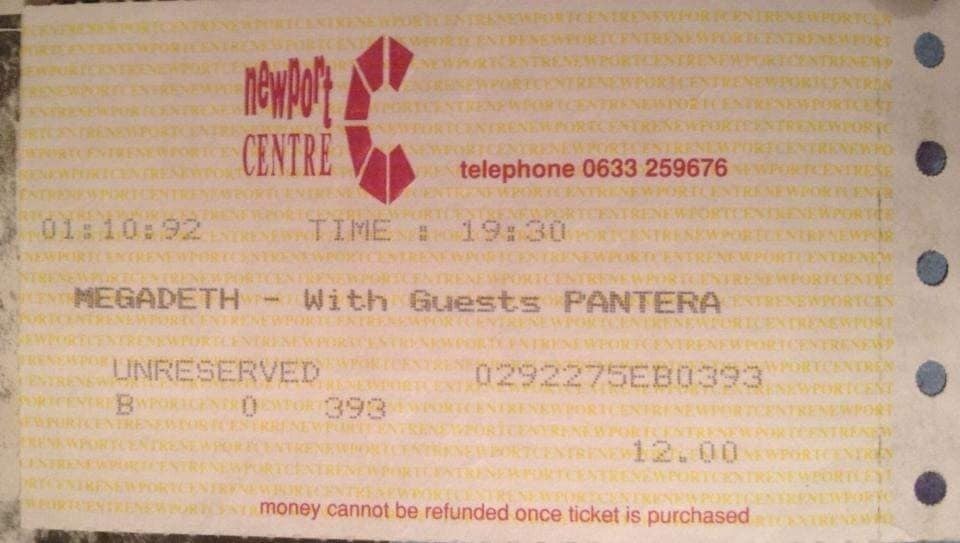 newport
CENTRE
telephone 0633 259676
01:10:92 TIME : 19:30
MEGADETH - With Guests PANTERA
UNRESERVED 0292275EB0393
B 0 393
12.00
money cannot be refunded once ticket is purchased